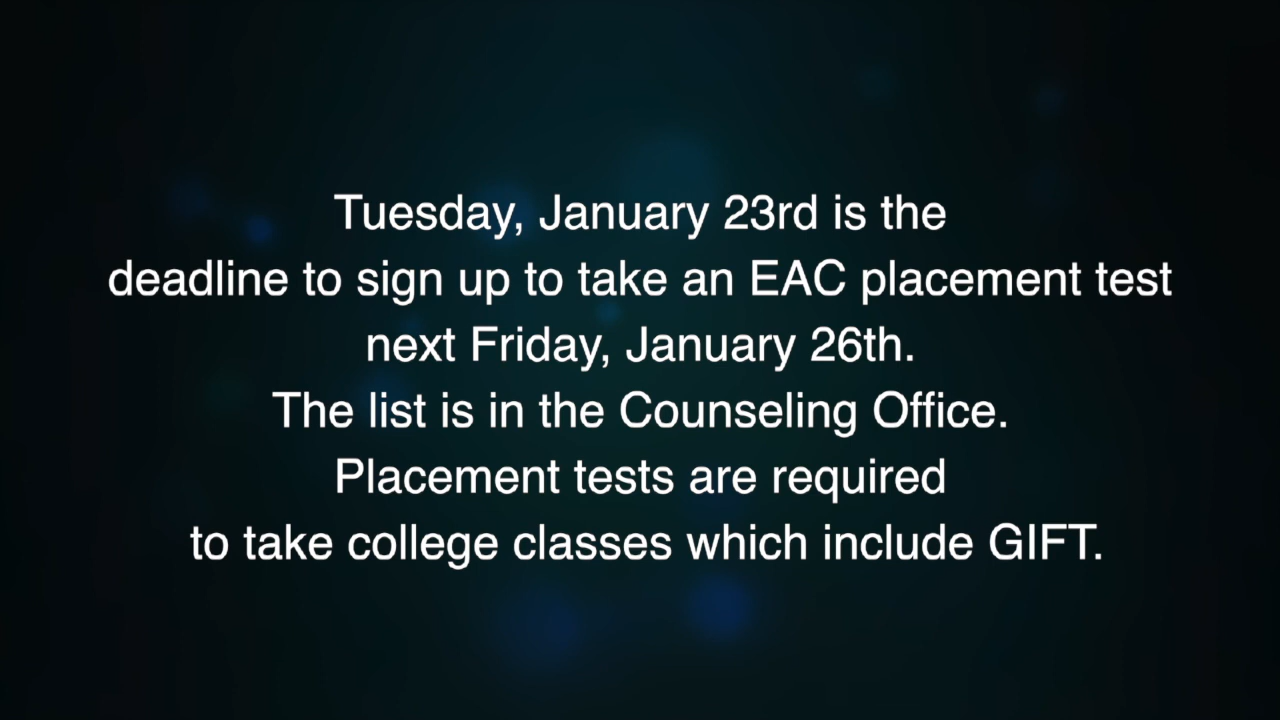 Tuesday, January 23rd is the
deadline to sign up to take an EAC placement test
next Friday, January 26th.
The list is in the Counseling Office.
Placement tests are required
to take college classes which include GIFT.